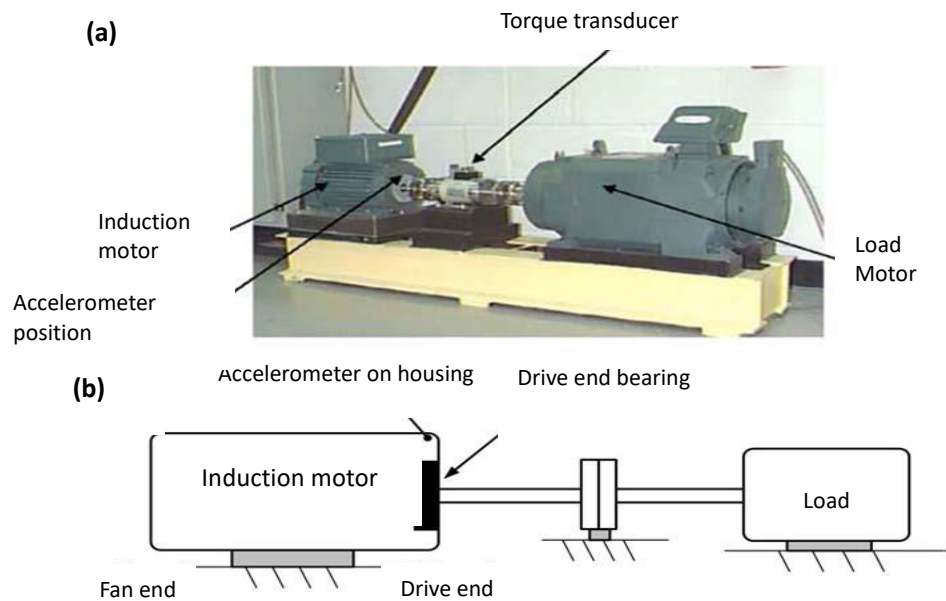 Torque transducer
(a)
Induction
motor
Load
Motor
Accelerometer
position
Accelerometer on housing
Drive end bearing
(b)
Induction motor
Load
Fan end
Drive end